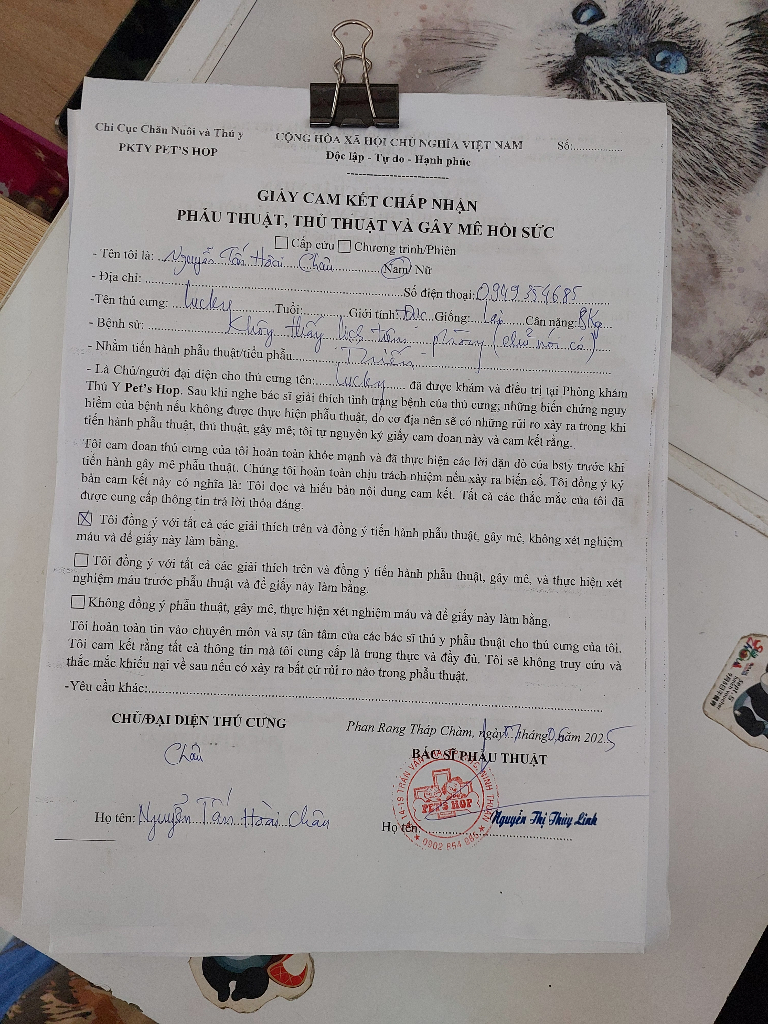 Chi Cục Chăn Nuôi và Thú y
PKTY PET'S HOP
CỘNG HÒA XÃ HỘI CHỦ NGHĨA VIỆT NAM
Độc lập - Tự do - Hạnh phúc
Số:................
GIẤY CAM KẾT CHẤP NHẬN
PHẪU THUẬT, THỦ THUẬT VÀ GÂY MÊ HỒI SỨC
☐ Cấp cứu ☐ Chương trình/Phiên
- Tên tôi là: Nguyễn Tấn Hoài Châu Nam/ Nữ
- Địa chỉ: Số điện thoại: 0949359685
-Tên thú cưng: Lucky Tuổi: Giới tính: Đực Giống: Lai Cân nặng: 8Kg
- Bệnh sử: Không thấy lịch tiêm phòng (chủ nói có)
- Nhằm tiến hành phẫu thuật/tiểu phẫu Thiến
- Là Chủ/người đại diện cho thú cưng tên: Lucky đã được khám và điều trị tại Phòng khám
Thú Y Pet's Hop. Sau khi nghe bác sĩ giải thích tình trạng bệnh của thú cưng; những biến chứng nguy
hiểm của bệnh nếu không được thực hiện phẫu thuật, do cơ địa nên sẽ có những rủi ro xảy ra trong khi
tiến hành phẫu thuật, thủ thuật, gây mê; tôi tự nguyện ký giấy cam đoan này và cam kết rằng:
Tôi cam đoan thú cưng của tôi hoàn toàn khỏe mạnh và đã thực hiện các lời dặn dò của bsty trước khi
tiến hành gây mê phẫu thuật. Chúng tôi hoàn toàn chịu trách nhiệm nếu xảy ra biến cố. Tôi đồng ý ký
bản cam kết này có nghĩa là: Tôi đọc và hiểu bản nội dung cam kết. Tất cả các thắc mắc của tôi đã
được cung cấp thông tin trả lời thỏa đáng.
☒ Tôi đồng ý với tất cả các giải thích trên và đồng ý tiến hành phẫu thuật, gây mê, không xét nghiệm
máu và để giấy này làm bằng.
☐ Tôi đồng ý với tất cả các giải thích trên và đồng ý tiến hành phẫu thuật, gây mê, và thực hiện xét
nghiệm máu trước phẫu thuật và để giấy này làm bằng.
☐ Không đồng ý phẫu thuật, gây mê, thực hiện xét nghiệm máu và để giấy này làm bằng.
Tôi hoàn toàn tin vào chuyên môn và sự tận tâm của các bác sĩ thú y phẫu thuật cho thú cưng của tôi.
Tôi cam kết rằng tất cả thông tin mà tôi cung cấp là trung thực và đầy đủ. Tôi sẽ không truy cứu và
thắc mắc khiếu nại về sau nếu có xảy ra bất cứ rủi ro nào trong phẫu thuật.
-Yêu cầu khác:
CHỦ/ĐẠI DIỆN THÚ CƯNG
Châu
Họ tên: Nguyễn Tấn Hoài Châu
Phan Rang Tháp Chàm, ngày tháng 06 năm 2025
BÁC SĨ PHẪU THUẬT
PET'S HOP
Họ tên: Nguyễn Thị Thùy Linh